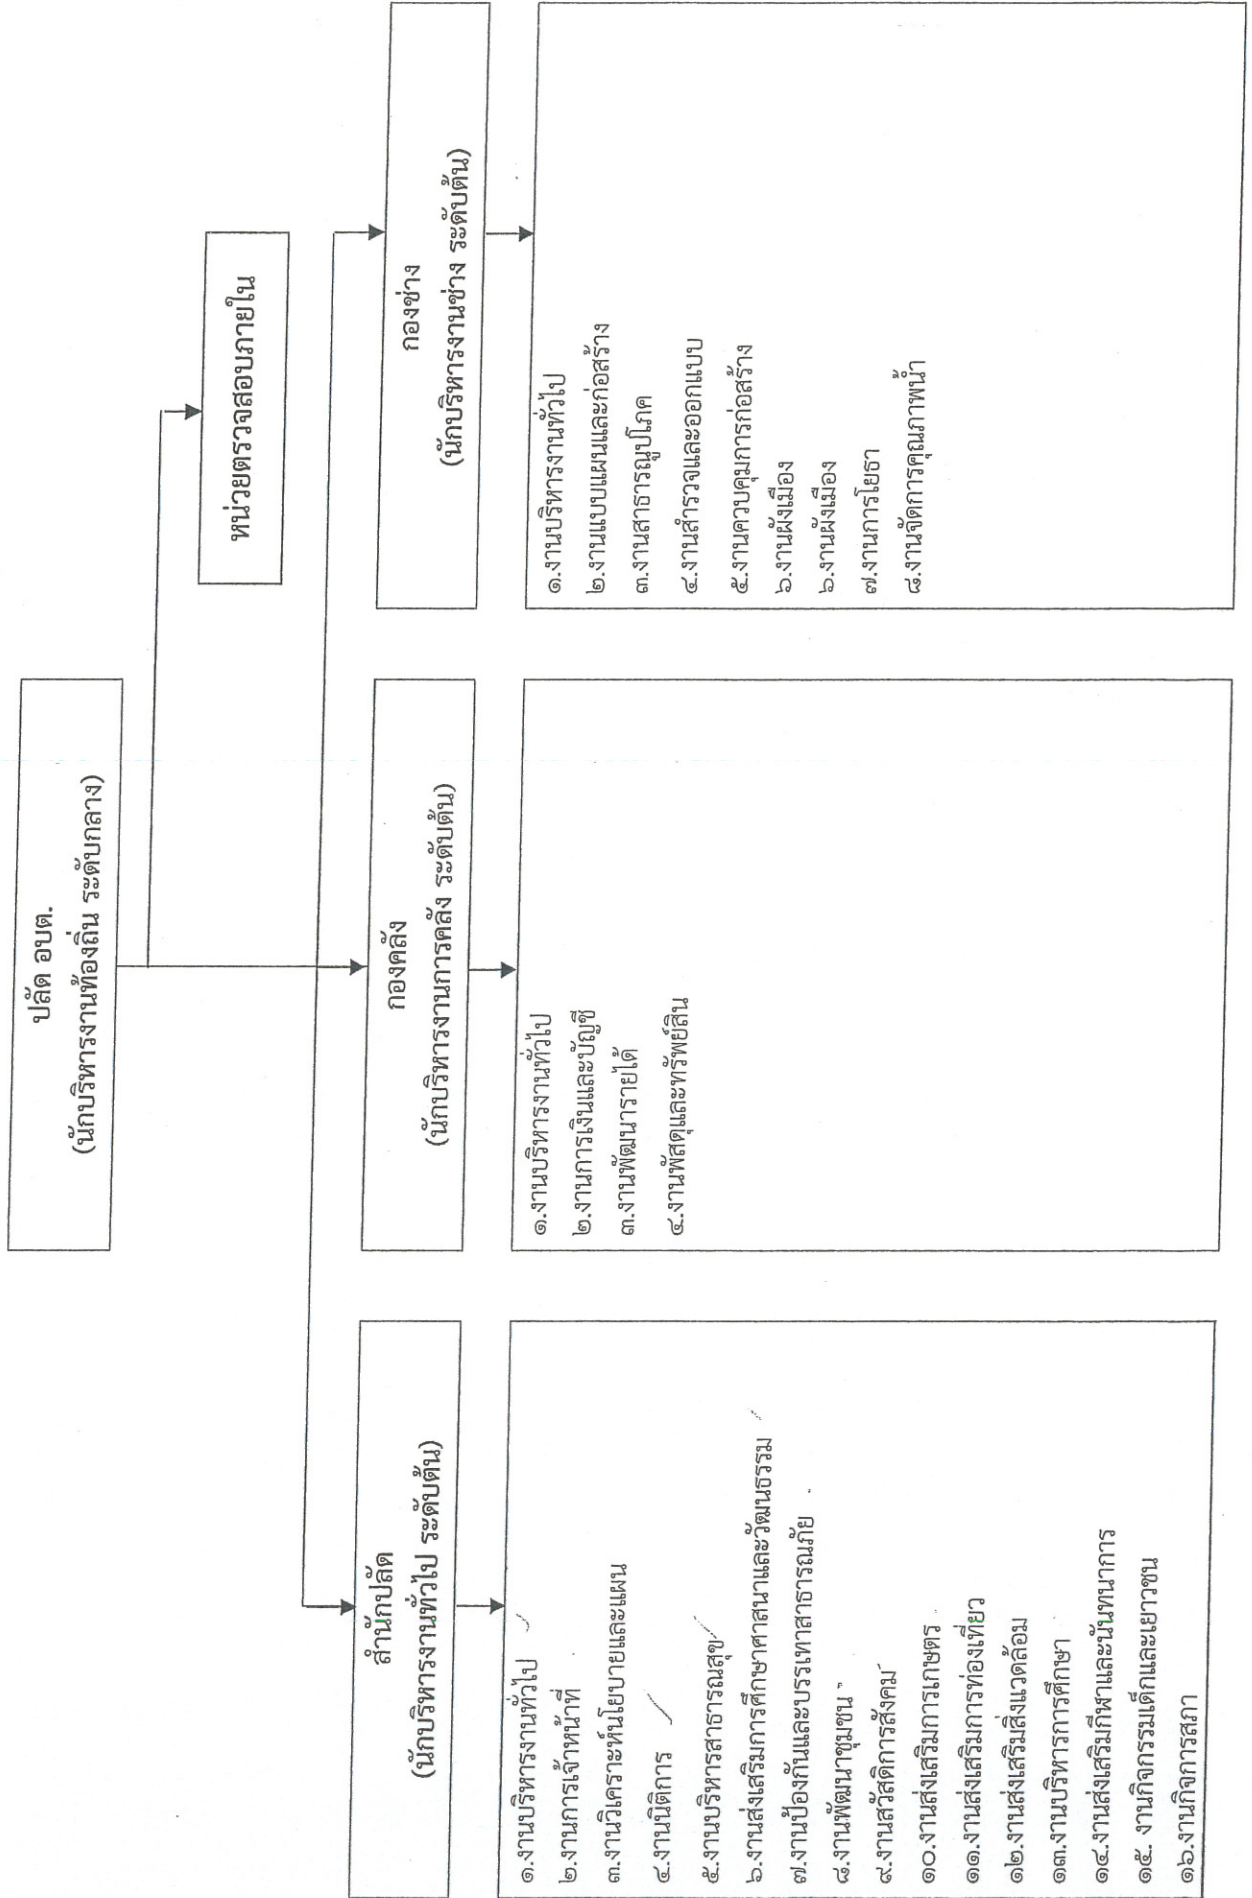 ปลัด อบต.
(นักบริหารงานท้องถิ่น ระดับกลาง)
หน่วยตรวจสอบภายใน
สำนักปลัด
(นักบริหารงานทั่วไป ระดับต้น)
๑.งานบริหารงานทั่วไป
๒.งานการเจ้าหน้าที่
๓.งานวิเคราะห์นโยบายและแผน
๔.งานนิติการ
๕.งานบริหารสาธารณสุข
๖.งานส่งเสริมการศึกษาศาสนาและวัฒนธรรม
๗.งานป้องกันและบรรเทาสาธารณภัย
๘.งานพัฒนาชุมชน
๙.งานสวัสดิการสังคม
๑๐.งานส่งเสริมการเกษตร
๑๑.งานส่งเสริมการท่องเที่ยว
๑๒.งานส่งเสริมสิ่งแวดล้อม
๑๓.งานบริหารการศึกษา
๑๔.งานส่งเสริมกีฬาและนันทนาการ
๑๕. งานกิจกรรมเด็กและเยาวชน
๑๖.งานกิจการสภา
กองคลัง
(นักบริหารงานการคลัง ระดับต้น)
๑.งานบริหารงานทั่วไป
๒.งานการเงินและบัญชี
๓.งานพัฒนารายได้
๔.งานพัสดุและทรัพย์สิน
กองช่าง
(นักบริหารงานช่าง ระดับต้น)
๑.งานบริหารงานทั่วไป
๒.งานแบบแผนและก่อสร้าง
๓.งานสาธารณูปโภค
๔.งานสำรวจและออกแบบ
๕.งานควบคุมการก่อสร้าง
๖.งานผังเมือง
๖.งานผังเมือง
๗.งานการโยธา
๘.งานจัดการคุณภาพน้ำ